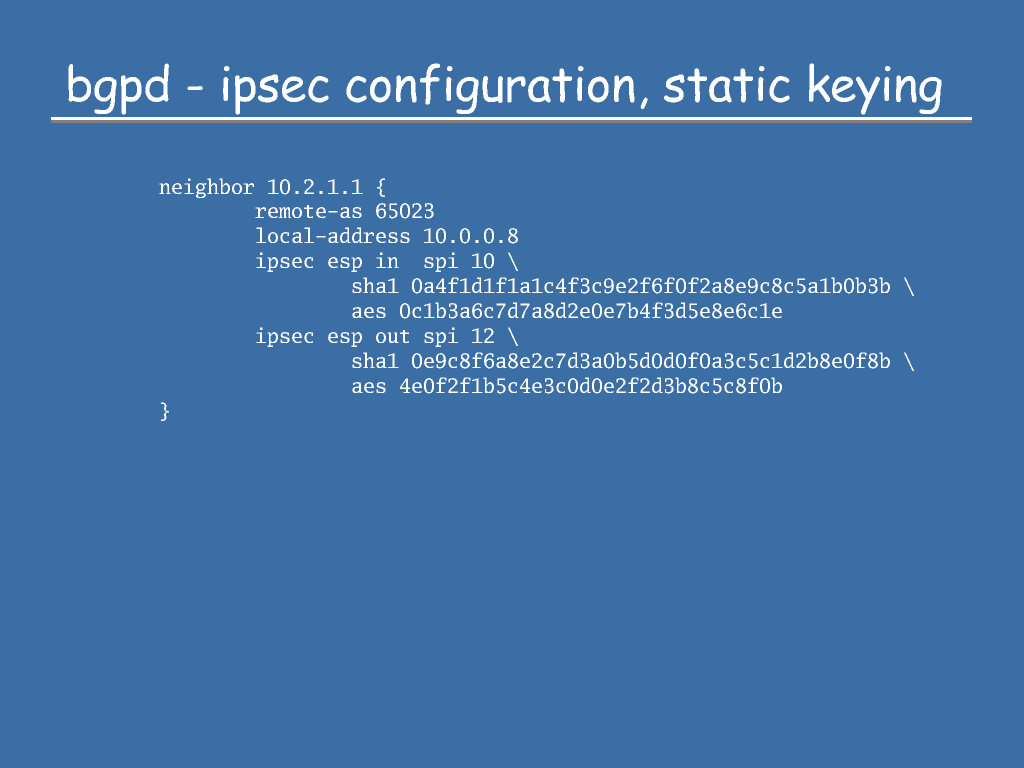 bgpd - ipsec configuration, static keying
neighbor 10.2.1.1 {
        remote-as 65023
        local-address 10.0.0.8
        ipsec esp in  spi 10 \
                sha1 0a4f1d1f1a1c4f3c9e2f6f0f2a8e9c8c5a1b0b3b \
                aes 0c1b3a6c7d7a8d2e0e7b4f3d5e8e6c1e
        ipsec esp out spi 12 \
                sha1 0e9c8f6a8e2c7d3a0b5d0d0f0a3c5c1d2b8e0f8b \
                aes 4e0f2f1b5c4e3c0d0e2f2d3b8c5c8f0b
}